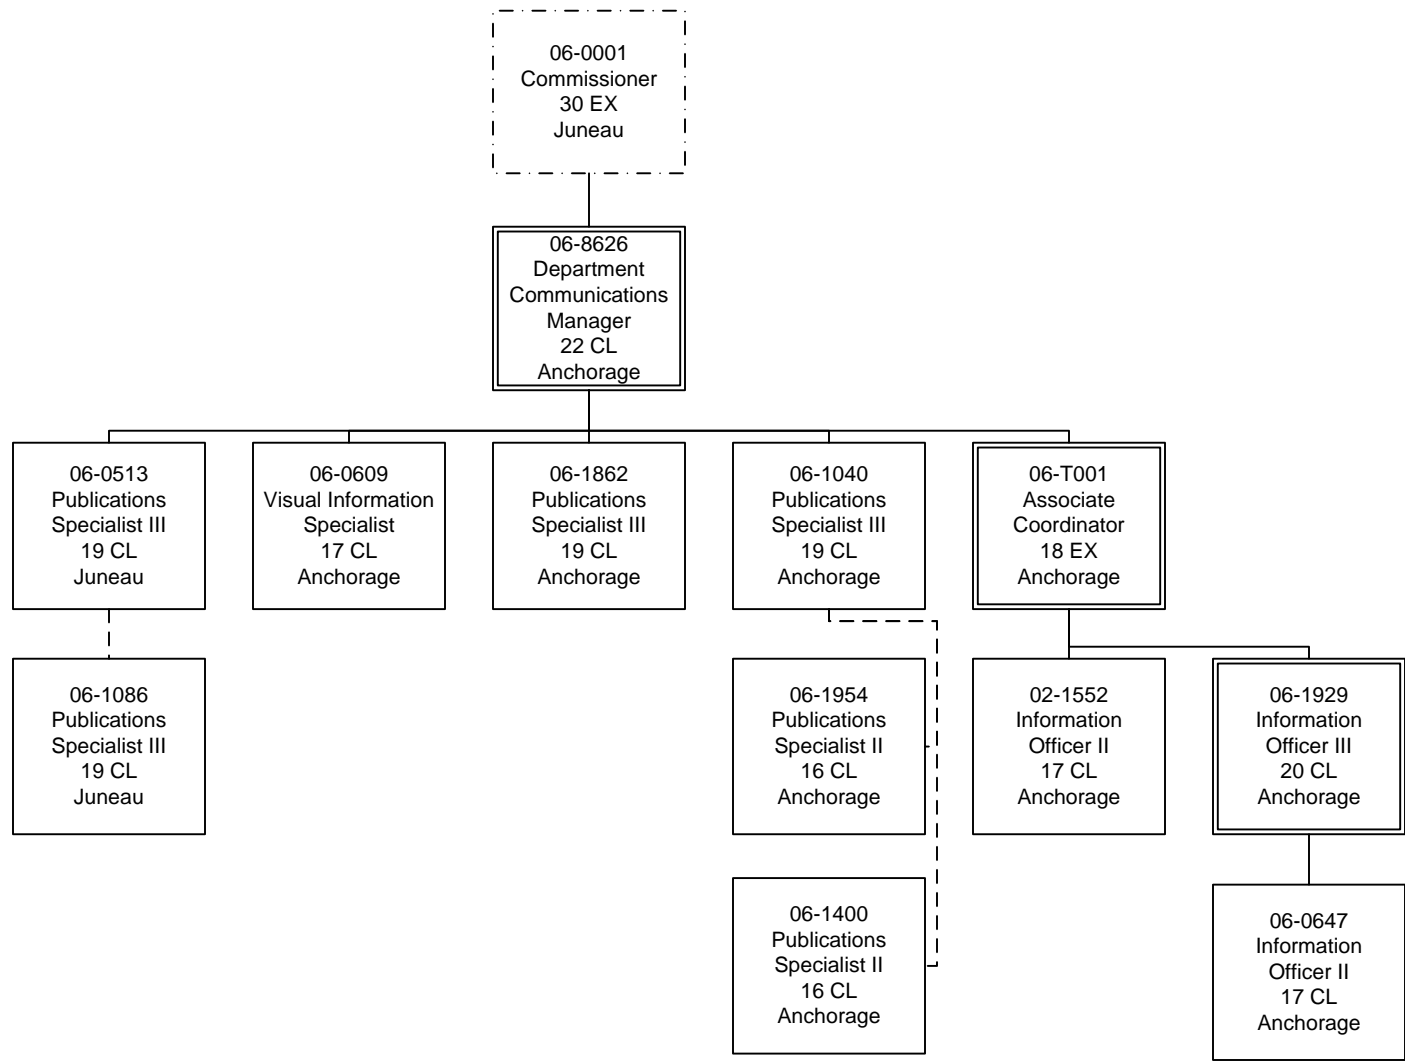 06-0001
Commissioner
30 EX
Juneau
06-8626
Department
Communications
Manager
22 CL
Anchorage
06-0513
Publications
Specialist III
19 CL
Juneau
06-0609
Visual Information
Specialist
17 CL
Anchorage
06-1862
Publications
Specialist III
19 CL
Anchorage
06-1040
Publications
Specialist III
19 CL
Anchorage
06-T001
Associate
Coordinator
18 EX
Anchorage
06-1086
Publications
Specialist III
19 CL
Juneau
06-1954
Publications
Specialist II
16 CL
Anchorage
02-1552
Information
Officer II
17 CL
Anchorage
06-1929
Information
Officer III
20 CL
Anchorage
06-1400
Publications
Specialist II
16 CL
Anchorage
06-0647
Information
Officer II
17 CL
Anchorage